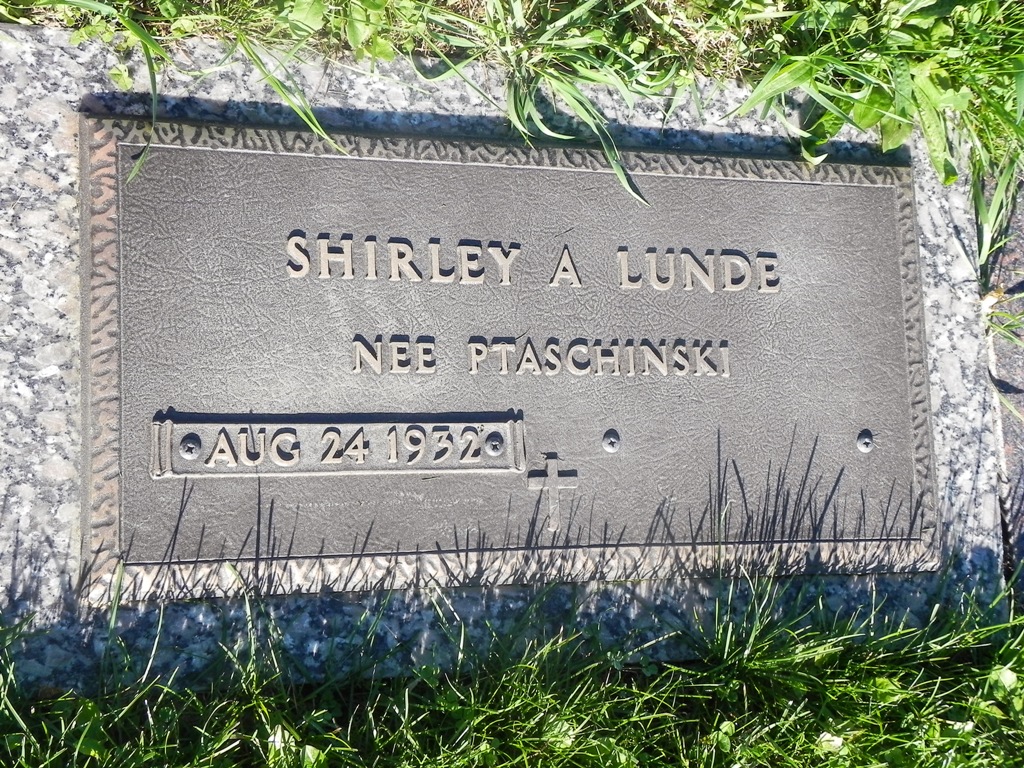 SHIRLEY A LUNDE
NEE PTASCHINSKI
AUG 24 1932